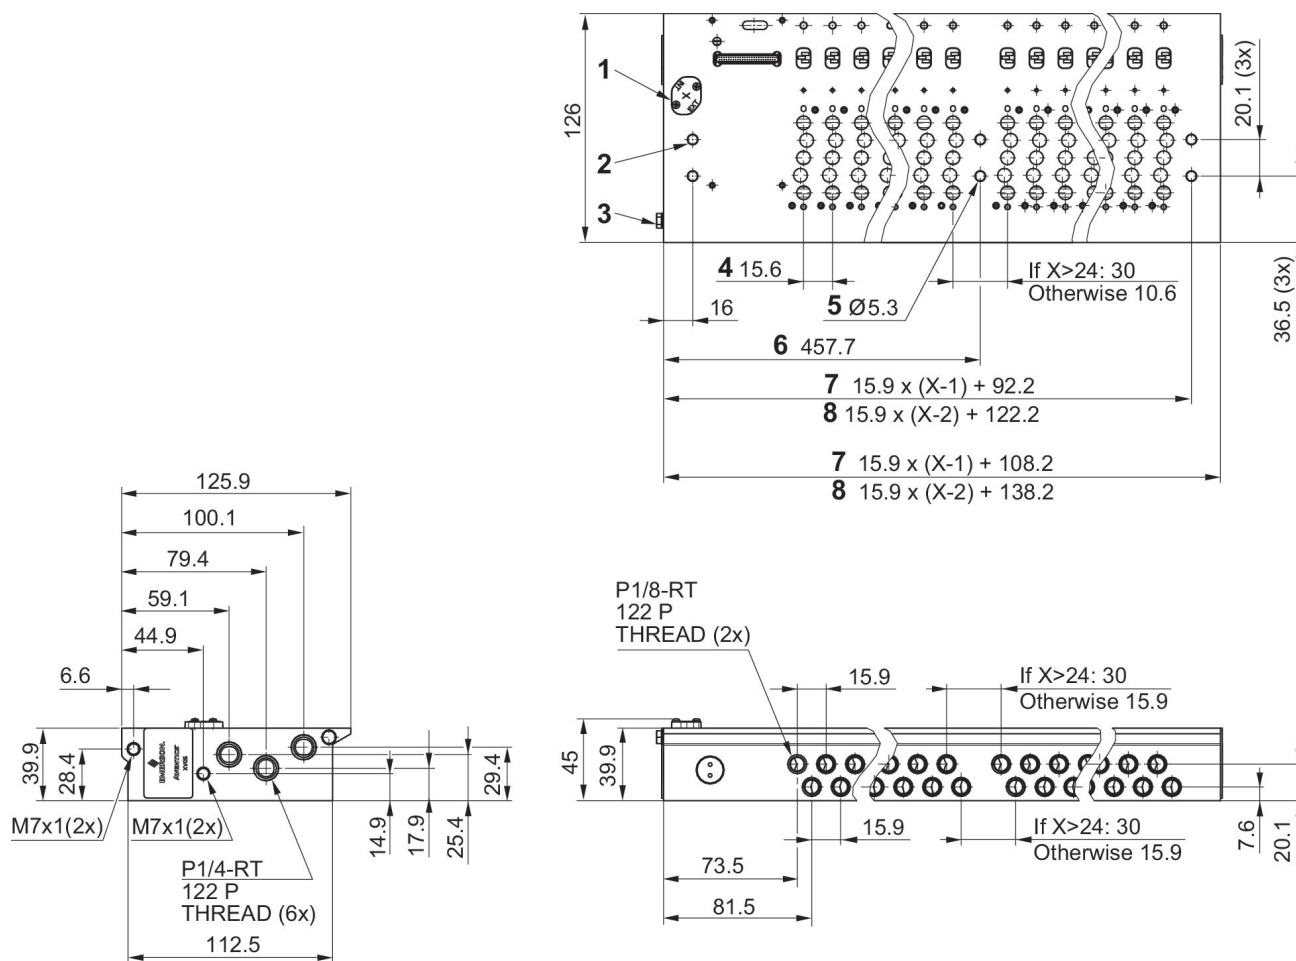 1
2
3
126
IN
X
EXT
20.1 (3x)
36.5 (3x)
4 15.6
If X>24: 30
Otherwise 10.6
16
5 Ø5.3
6 457.7
7 15.9 x (X-1) + 92.2
8 15.9 x (X-2) + 122.2
7 15.9 x (X-1) + 108.2
8 15.9 x (X-2) + 138.2
125.9
100.1
79.4
59.1
44.9
6.6
39.9
28.4
EMERSON.
AVENTICS
XV05
29.4
25.4
17.9
14.9
M7x1(2x)
M7x1(2x)
P1/4-RT
122 P
THREAD (6x)
112.5
P1/8-RT
122 P
THREAD (2x)
15.9
If X>24: 30
Otherwise 15.9
45
39.9
15.9
If X>24: 30
Otherwise 15.9
7.6
20.1
73.5
81.5